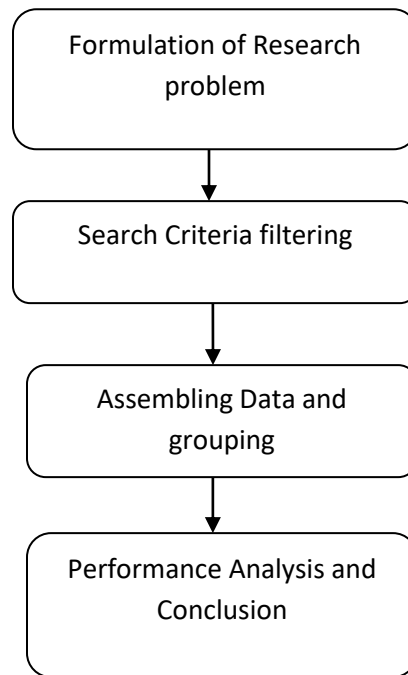 Formulation of Research
problem
Search Criteria filtering
Assembling Data and
grouping
Performance Analysis and
Conclusion